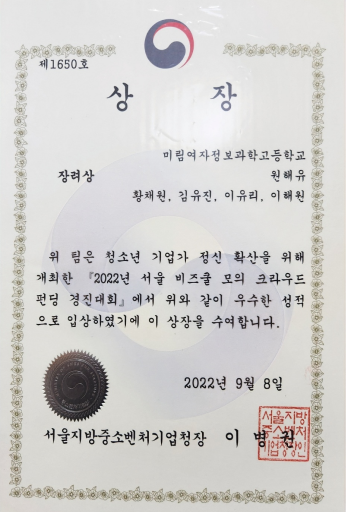 제1650호
상 장
미림여자정보과학고등학교
장려상 원해유
황채원, 김유진, 이유리, 이해원
위 팀은 청소년 기업가 정신 확산을 위해
개최한 『2022년 서울 비즈쿨 모의 크라우드
펀딩 경진대회』에서 위와 같이 우수한 성적
으로 입상하였기에 이 상장을 수여합니다.
2022년 9월 8일
서울지방중소벤처기업청장 이병권
서울지방
중소벤처
기업청장인